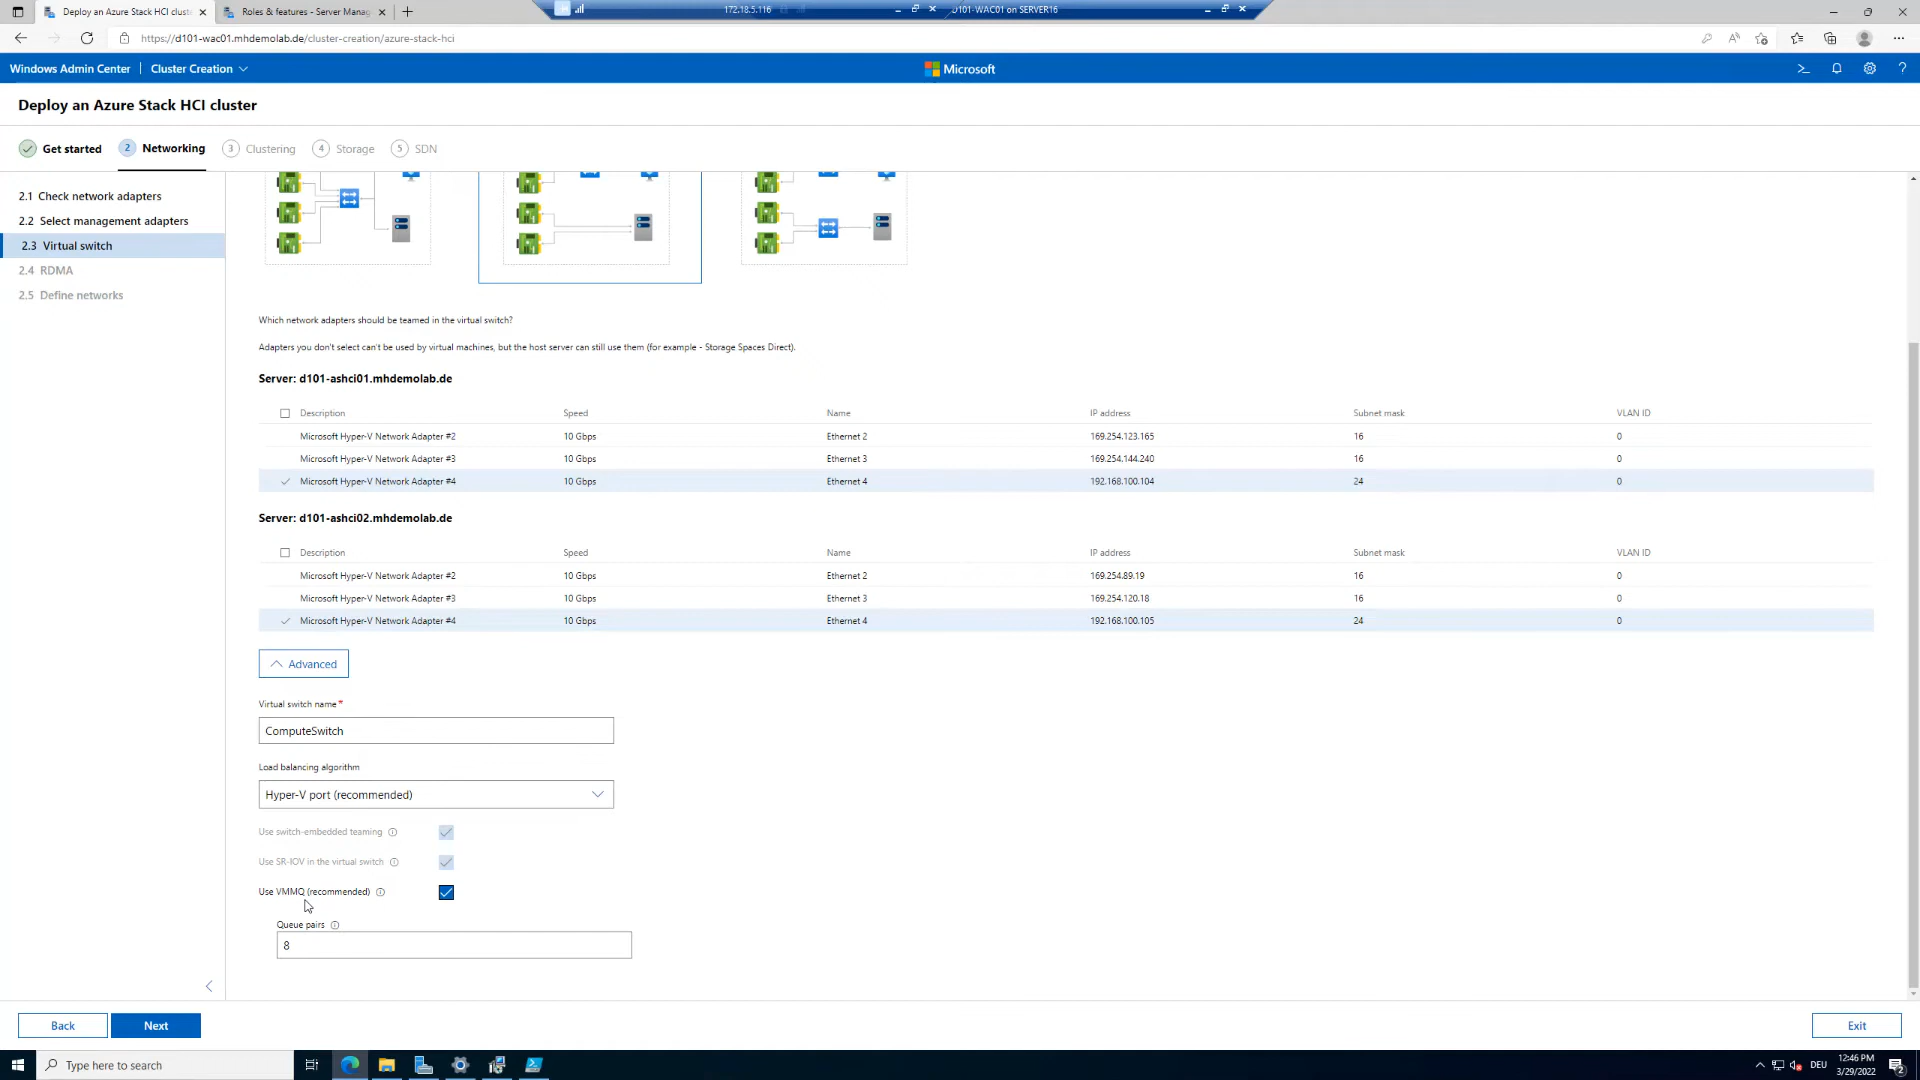 Deploy an Azure Stack HCI clust
Roles & features - Server Manag
172.18.5.116
D101-WAC01 on SERVER16
https://d101-wac01.mhdemolab.de/cluster-creation/azure-stack-hci
Windows Admin Center
Cluster Creation
Microsoft
Deploy an Azure Stack HCI cluster
Get started
2 Networking
3 Clustering
4 Storage
5 SDN
2.1 Check network adapters
2.2 Select management adapters
2.3 Virtual switch
2.4 RDMA
2.5 Define networks
Which network adapters should be teamed in the virtual switch?
Adapters you don't select can't be used by virtual machines, but the host server can still use them (for example - Storage Spaces Direct).
Server: d101-ashci01.mhdemolab.de
Description Speed Name IP address Subnet mask VLAN ID
Microsoft Hyper-V Network Adapter #2 10 Gbps Ethernet 2 169.254.123.165 16 0
Microsoft Hyper-V Network Adapter #3 10 Gbps Ethernet 3 169.254.144.240 16 0
Microsoft Hyper-V Network Adapter #4 10 Gbps Ethernet 4 192.168.100.104 24 0
Server: d101-ashci02.mhdemolab.de
Description Speed Name IP address Subnet mask VLAN ID
Microsoft Hyper-V Network Adapter #2 10 Gbps Ethernet 2 169.254.89.19 16 0
Microsoft Hyper-V Network Adapter #3 10 Gbps Ethernet 3 169.254.120.18 16 0
Microsoft Hyper-V Network Adapter #4 10 Gbps Ethernet 4 192.168.100.105 24 0
Advanced
Virtual switch name *
ComputeSwitch
Load balancing algorithm
Hyper-V port (recommended)
Use switch-embedded teaming
Use SR-IOV in the virtual switch
Use VMMQ (recommended)
Queue pairs
8
Back
Next
Exit
Type here to search
DEU
12:46 PM
3/29/2022
2